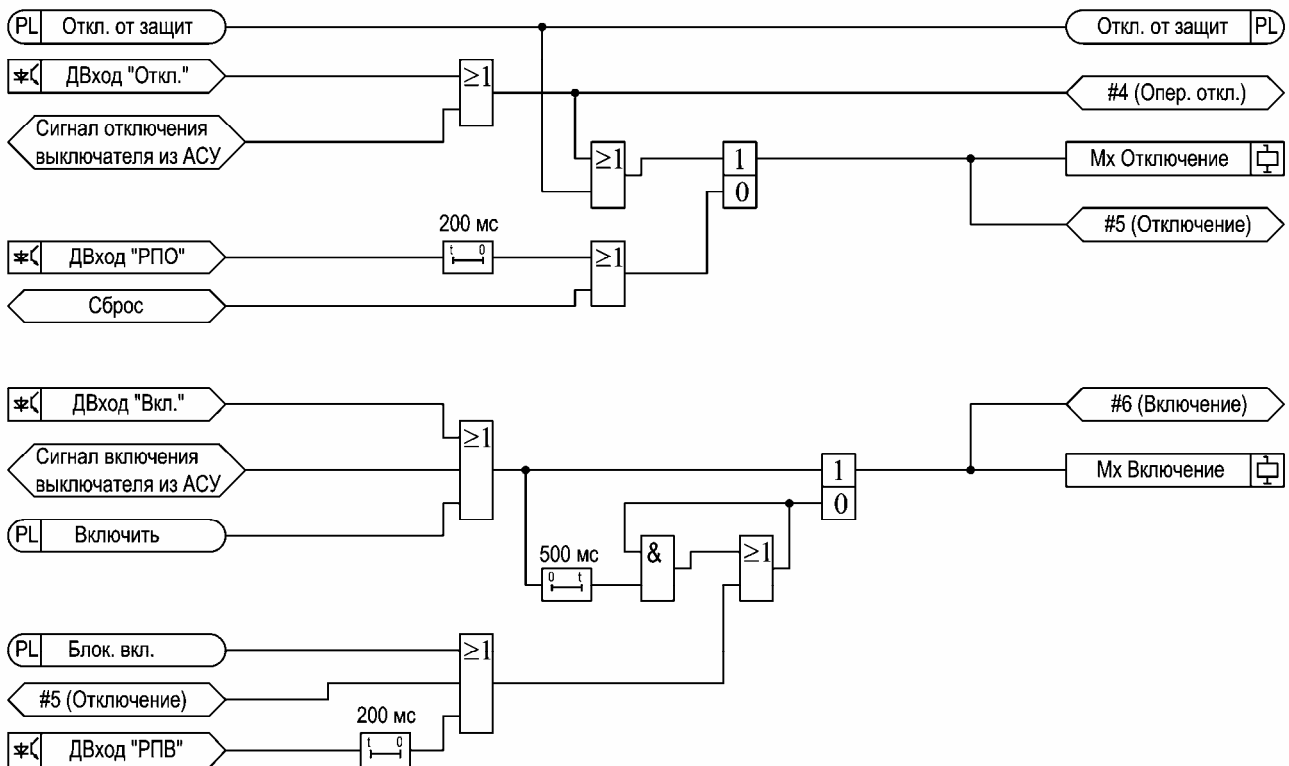 PL Откл. от защит
Откл. от защит PL
ДВход "Откл."
≥1
#4 (Опер. откл.)
Сигнал отключения
выключателя из АСУ
≥1
1
0
Мх Отключение
#5 (Отключение)
200 мс
t 0
ДВход "РПО"
≥1
Сброс
ДВход "Вкл."
#6 (Включение)
≥1
Сигнал включения
выключателя из АСУ
1
0
Мх Включение
PL Включить
500 мс
0 t
&
≥1
PL Блок. вкл.
≥1
#5 (Отключение)
200 мс
t 0
ДВход "РПВ"